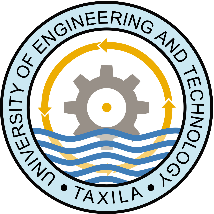 UNIVERSITY OF ENGINEERING AND TECHNOLOGY
• TAXILA •